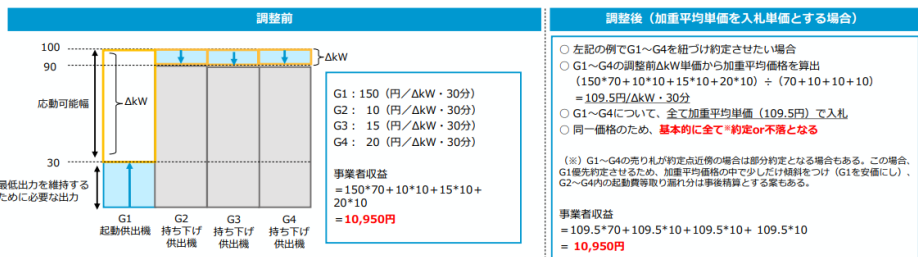 調整前
100
90
30
応動可能幅
ΔkW
ΔkW
最低出力を維持する
ために必要な出力
G1
起動供出機
G2
持ち下げ
供出機
G3
持ち下げ
供出機
G4
持ち下げ
供出機
G1：150（円／ΔkW・30分）
G2： 10（円／ΔkW・30分）
G3： 15（円／ΔkW・30分）
G4： 20（円／ΔkW・30分）
事業者収益
＝150*70＋10*10＋15*10＋
20*10
＝10,950円
調整後（加重平均単価を入札単価とする場合）
○ 左記の例でG1～G4を紐づけ約定させたい場合
○ G1～G4の調整前ΔkW単価から加重平均価格を算出
（150*70＋10*10＋15*10＋20*10）÷（70＋10＋10＋10）
＝109.5円/ΔkW・30分
○ G1～G4について、全て加重平均単価（109.5円）で入札
○ 同一価格のため、基本的に全て※約定or不落となる
（※）G1～G4の売り札が約定点近傍の場合は部分約定となる場合もある。この場合、
G1優先約定させるため、加重平均価格の中で少しだけ傾斜をつけ（G1を安価にし）、
G2～G4内の起動費等取り漏れ分は事後精算とする案もある。
事業者収益
＝109.5*70＋109.5*10＋109.5*10＋ 109.5*10
＝ 10,950円